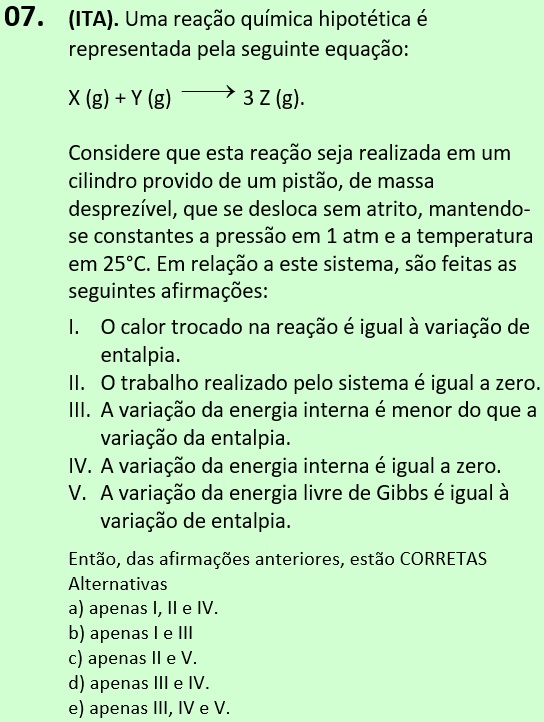 07. (ITA). Uma reação química hipotética é
representada pela seguinte equação:
X (g) + Y (g) ⟶ 3 Z (g).
Considere que esta reação seja realizada em um
cilindro provido de um pistão, de massa
desprezível, que se desloca sem atrito, mantendo-
se constantes a pressão em 1 atm e a temperatura
em 25°C. Em relação a este sistema, são feitas as
seguintes afirmações:
I. O calor trocado na reação é igual à variação de
entalpia.
II. O trabalho realizado pelo sistema é igual a zero.
III. A variação da energia interna é menor do que a
variação da entalpia.
IV. A variação da energia interna é igual a zero.
V. A variação da energia livre de Gibbs é igual à
variação de entalpia.
Então, das afirmações anteriores, estão CORRETAS
Alternativas
a) apenas I, II e IV.
b) apenas I e III
c) apenas II e V.
d) apenas III e IV.
e) apenas III, IV e V.